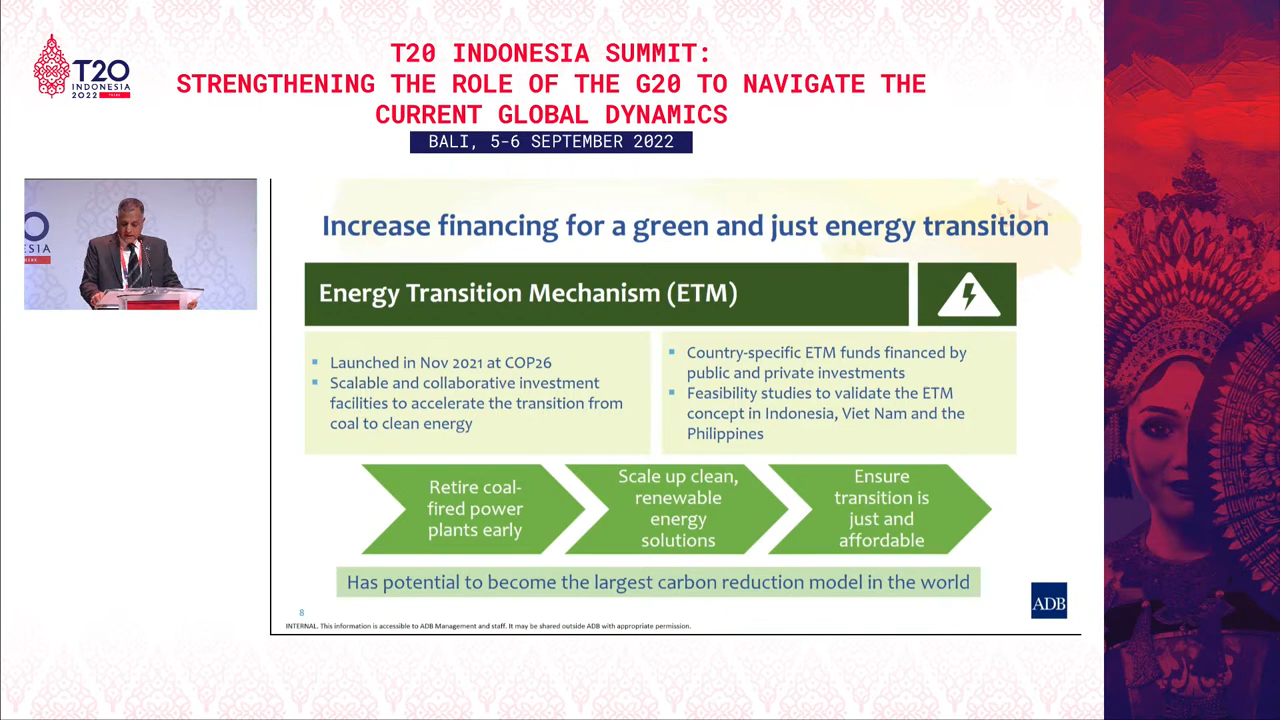 T20 INDONESIA SUMMIT:
STRENGTHENING THE ROLE OF THE G20 TO NAVIGATE THE
CURRENT GLOBAL DYNAMICS
BALI, 5-6 SEPTEMBER 2022
T20
INDONESIA
2022
Increase financing for a green and just energy transition
Energy Transition Mechanism (ETM)
▪ Launched in Nov 2021 at COP26
▪ Scalable and collaborative investment
facilities to accelerate the transition from
coal to clean energy
▪ Country-specific ETM funds financed by
public and private investments
▪ Feasibility studies to validate the ETM
concept in Indonesia, Viet Nam and the
Philippines
Retire coal-
fired power
plants early
Scale up clean,
renewable
energy
solutions
Ensure
transition is
just and
affordable
Has potential to become the largest carbon reduction model in the world
ADB
8
INTERNAL. This information is accessible to ADB Management and staff. It may be shared outside ADB with appropriate permission.